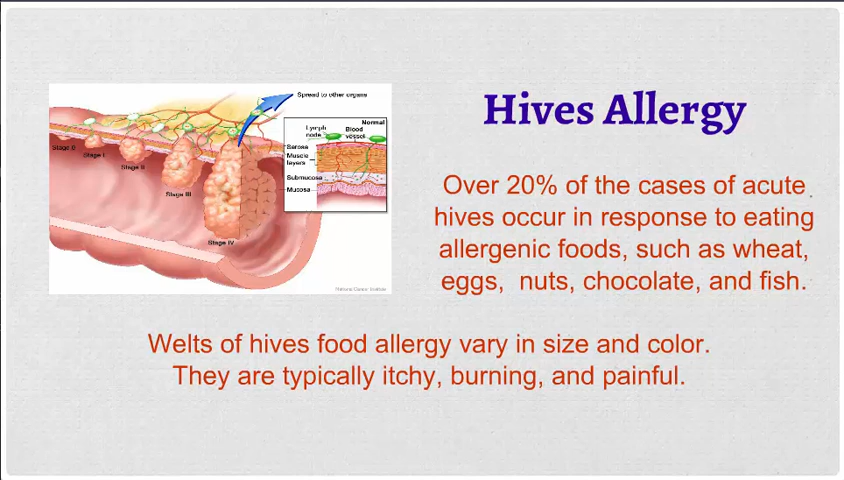 Hives Allergy
Over 20% of the cases of acute
hives occur in response to eating
allergenic foods, such as wheat,
eggs, nuts, chocolate, and fish.
Welts of hives food allergy vary in size and color.
They are typically itchy, burning, and painful.
Spread to other organs
Normal
Lymph
node
Blood
vessel
Serosa
Muscle
layers
Submucosa
Mucosa
Stage 0
Stage I
Stage II
Stage III
Stage IV
National Cancer Institute